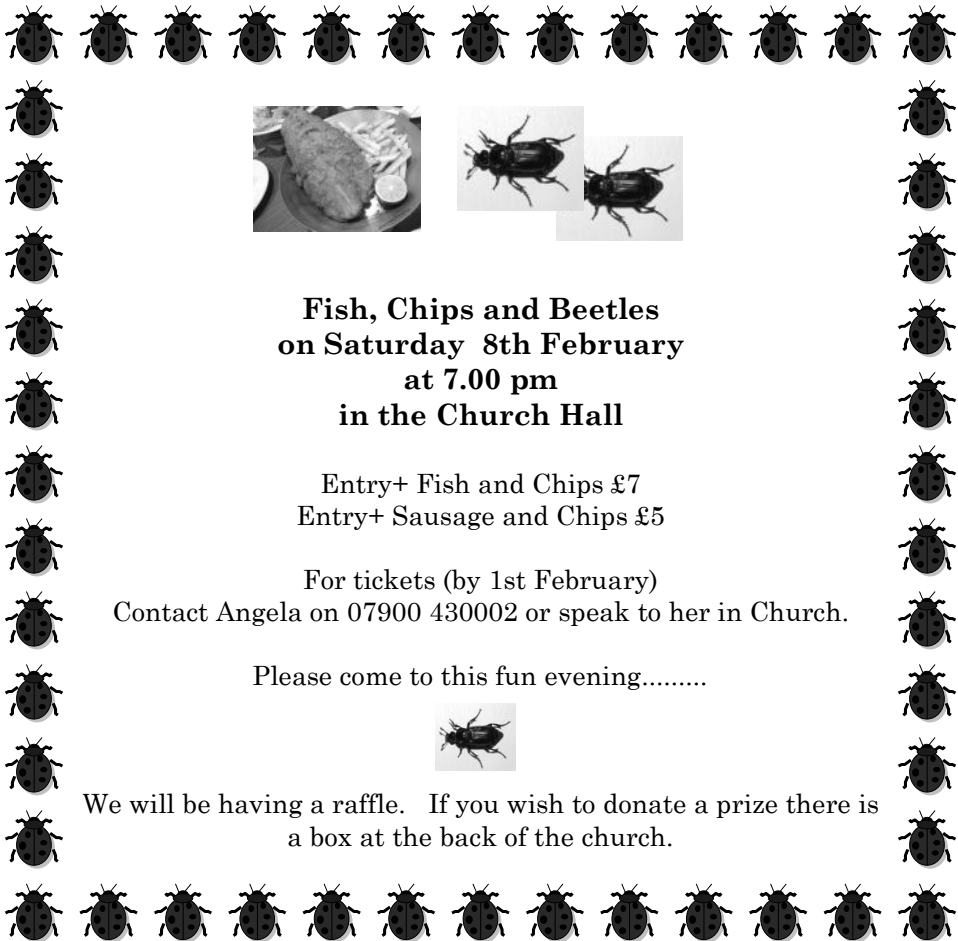 Fish, Chips and Beetles
on Saturday  8th February
at 7.00 pm
in the Church Hall
Entry+ Fish and Chips £7
Entry+ Sausage and Chips £5
For tickets (by 1st February)
Contact Angela on 07900 430002 or speak to her in Church.
Please come to this fun evening.........
We will be having a raffle.   If you wish to donate a prize there is
a box at the back of the church.